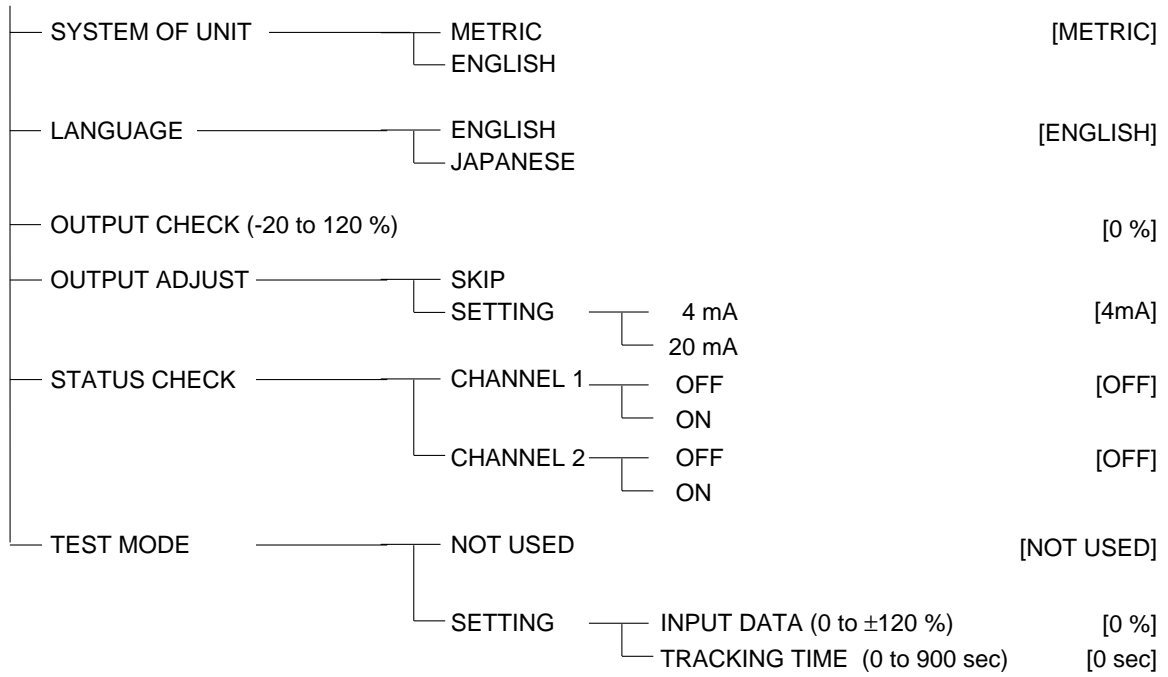 SYSTEM OF UNIT METRIC [METRIC]
ENGLISH
LANGUAGE ENGLISH [ENGLISH]
JAPANESE
OUTPUT CHECK (-20 to 120 %) [0 %]
OUTPUT ADJUST SKIP
SETTING 4 mA [4mA]
20 mA
STATUS CHECK CHANNEL 1 OFF [OFF]
ON
CHANNEL 2 OFF [OFF]
ON
TEST MODE NOT USED [NOT USED]
SETTING INPUT DATA (0 to ±120 %) [0 %]
TRACKING TIME (0 to 900 sec) [0 sec]